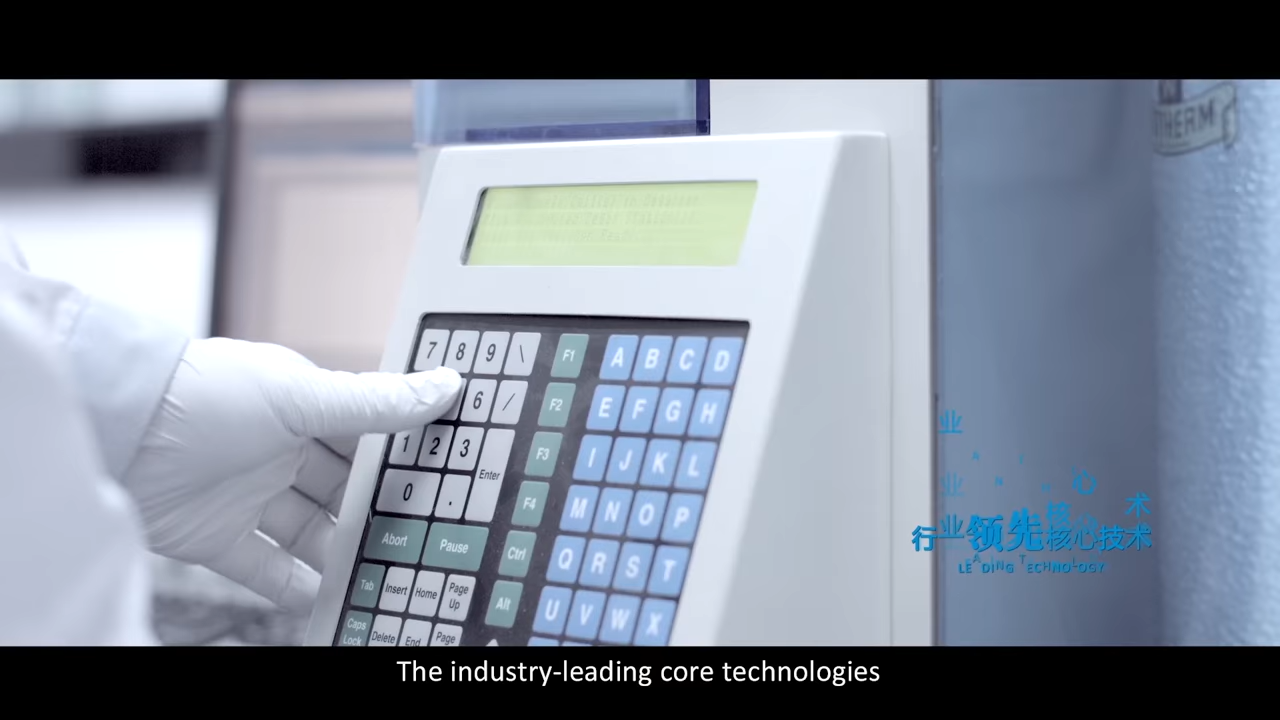 THERM
7 8 9 \ F1 A B C D
6 / F2 E F G H
1 2 3 F3 I J K L
Enter
0 . F4 M N O P
Abort Pause Ctrl Q R S T
Tab Insert Home Page Up Alt U V W X
Caps Lock Delete End Page
行业领先核心技术
LEADING TECHNOLOGY
The industry-leading core technologies